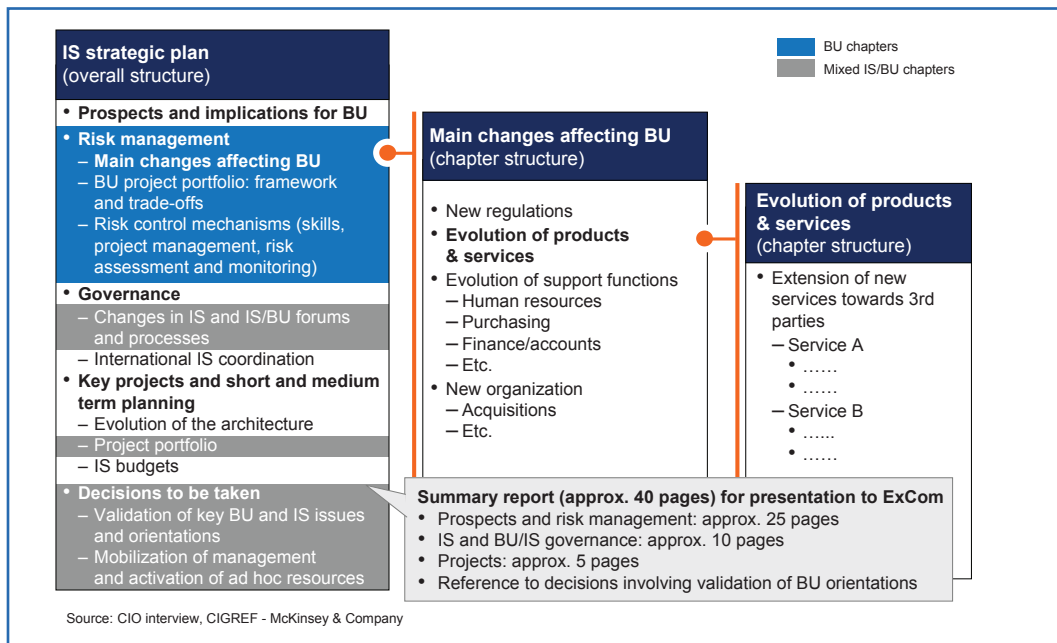 IS strategic plan
(overall structure)
• Prospects and implications for BU
• Risk management
– Main changes affecting BU
– BU project portfolio: framework
and trade-offs
– Risk control mechanisms (skills,
project management, risk
assessment and monitoring)
• Governance
– Changes in IS and IS/BU forums
and processes
– International IS coordination
• Key projects and short and medium
term planning
– Evolution of the architecture
– Project portfolio
– IS budgets
• Decisions to be taken
– Validation of key BU and IS issues
and orientations
– Mobilization of management
and activation of ad hoc resources
BU chapters
Mixed IS/BU chapters
Main changes affecting BU
(chapter structure)
• New regulations
• Evolution of products
& services
• Evolution of support functions
– Human resources
– Purchasing
– Finance/accounts
– Etc.
• New organization
– Acquisitions
– Etc.
Evolution of products
& services
(chapter structure)
• Extension of new
services towards 3rd
parties
– Service A
• ……
• ……
– Service B
• …...
• ……
Summary report (approx. 40 pages) for presentation to ExCom
• Prospects and risk management: approx. 25 pages
• IS and BU/IS governance: approx. 10 pages
• Projects: approx. 5 pages
• Reference to decisions involving validation of BU orientations
Source: CIO interview, CIGREF - McKinsey & Company